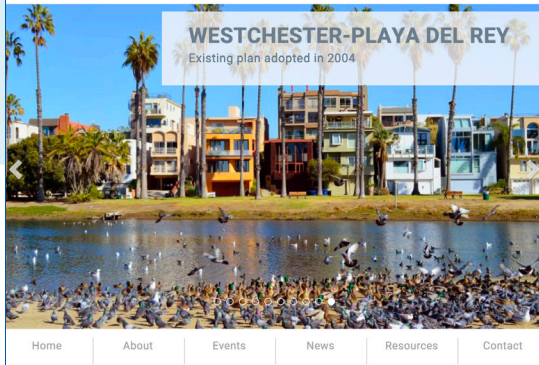 WESTCHESTER-PLAYA DEL REY
Existing plan adopted in 2004
Home About Events News Resources Contact